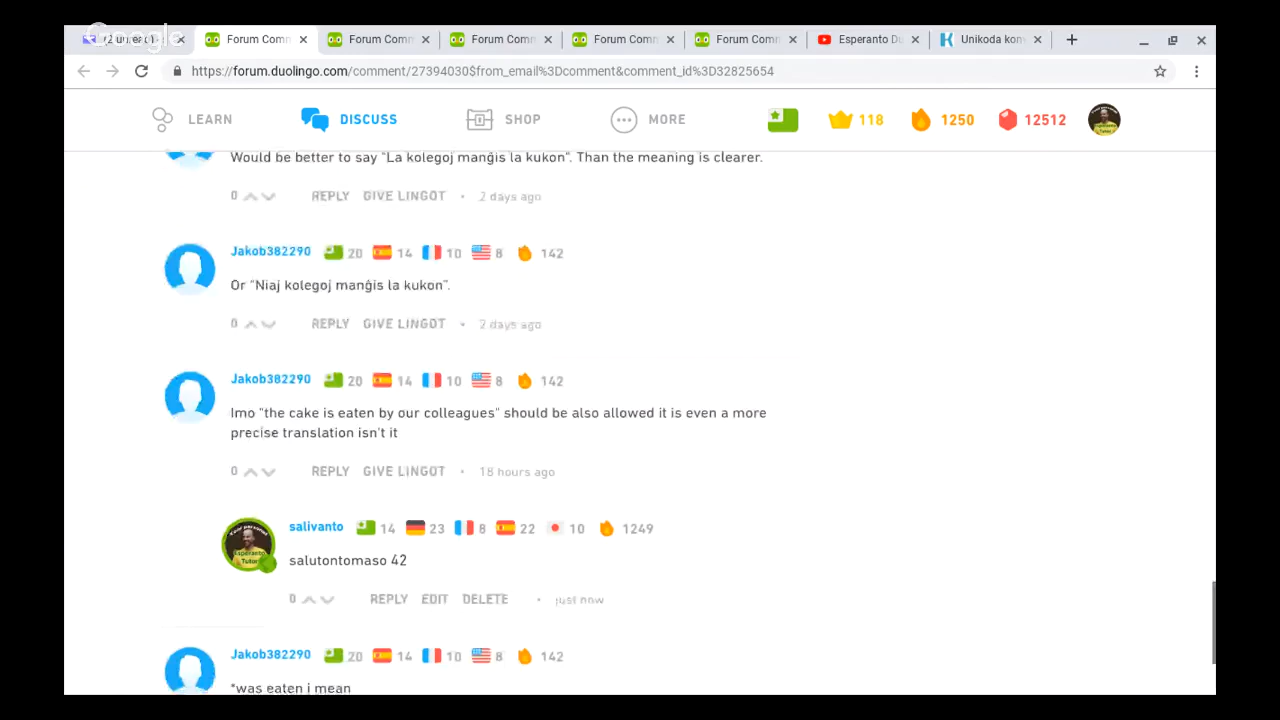 Google
Forum Comm
Forum Comm
Forum Comm
Forum Comm
Forum Comm
Esperanto Du
Unikoda kon
https://forum.duolingo.com/comment/27394030$from_email%3Dcomment&comment_id%3D32825654
LEARN
DISCUSS
SHOP
MORE
118
1250
12512
Would be better to say "La kolegoj manĝis la kukon". Than the meaning is clearer.
0 REPLY GIVE LINGOT • 2 days ago
Jakob382290 20 14 10 8 142
Or "Niaj kolegoj manĝis la kukon".
0 REPLY GIVE LINGOT • 2 days ago
Jakob382290 20 14 10 8 142
Imo "the cake is eaten by our colleagues" should be also allowed it is even a more
precise translation isn't it
0 REPLY GIVE LINGOT • 18 hours ago
salivanto 14 23 8 22 10 1249
salutontomaso 42
0 REPLY EDIT DELETE • just now
Jakob382290 20 14 10 8 142
*was eaten i mean